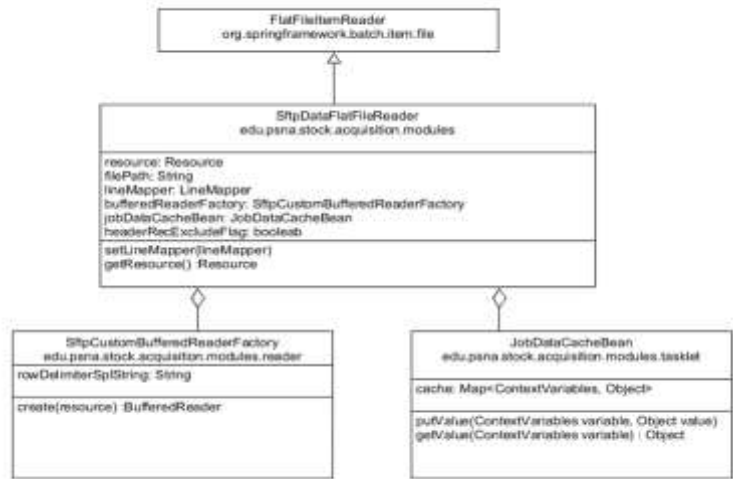 FlatFileItemReader
org.springframework.batch.item.file
SftpDataFlatFileReader
edu.psna.stock.acquisition.modules
resource: Resource
filePath: String
lineMapper: LineMapper
bufferedReaderFactory: SftpCustomBufferedReaderFactory
jobDataCacheBean: JobDataCacheBean
headerRecExcludeFlag: booleab
setLineMapper(lineMapper)
getResource() :Resource
SftpCustomBufferedReaderFactory
edu.psna.stock.acquisition.modules.reader
rowDelimiterSplString: String
create(resource) :BufferedReader
JobDataCacheBean
edu.psna.stock.acquisition.modules.tasklet
cache: Map<ContextVariables, Object>
putValue(ContextVariables variable, Object value)
getValue(ContextVariables variable) : Object